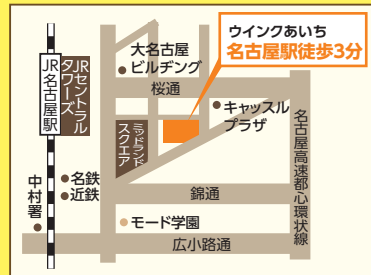 ウインクあいち
名古屋駅徒歩3分
大名古屋
ビルヂング
桜通
JRセントラル
タワーズ
JR名古屋駅
ミッドランド
スクエア
キャッスル
プラザ
名古屋高速都心環状線
中村署
名鉄
近鉄
錦通
モード学園
広小路通